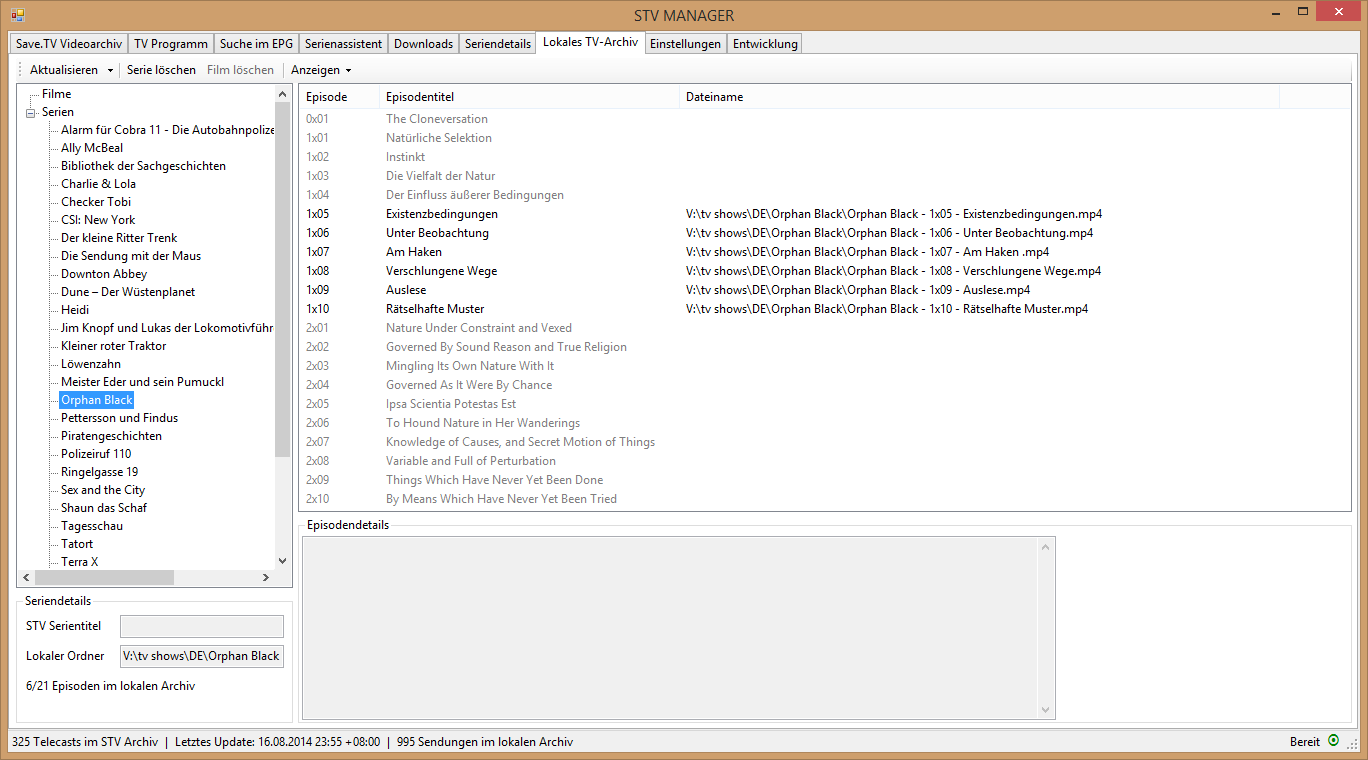 STV MANAGER
Save.TV Videoarchiv TV Programm Suche im EPG Serienassistent Downloads Seriendetails Lokales TV-Archiv Einstellungen Entwicklung
Aktualisieren Serie löschen Film löschen Anzeigen
Filme
Serien
Alarm für Cobra 11 - Die Autobahnpolize
Ally McBeal
Bibliothek der Sachgeschichten
Charlie & Lola
Checker Tobi
CSI: New York
Der kleine Ritter Trenk
Die Sendung mit der Maus
Downton Abbey
Dune – Der Wüstenplanet
Heidi
Jim Knopf und Lukas der Lokomotivführ
Kleiner roter Traktor
Löwenzahn
Meister Eder und sein Pumuckl
Orphan Black
Pettersson und Findus
Piratengeschichten
Polizeiruf 110
Ringelgasse 19
Sex and the City
Shaun das Schaf
Tagesschau
Tatort
Terra X
Seriendetails
STV Serientitel
Lokaler Ordner V:\tv shows\DE\Orphan Black
6/21 Episoden im lokalen Archiv
Episode Episodentitel Dateiname
0x01 The Cloneversation
1x01 Natürliche Selektion
1x02 Instinkt
1x03 Die Vielfalt der Natur
1x04 Der Einfluss äußerer Bedingungen
1x05 Existenzbedingungen V:\tv shows\DE\Orphan Black\Orphan Black - 1x05 - Existenzbedingungen.mp4
1x06 Unter Beobachtung V:\tv shows\DE\Orphan Black\Orphan Black - 1x06 - Unter Beobachtung.mp4
1x07 Am Haken V:\tv shows\DE\Orphan Black\Orphan Black - 1x07 - Am Haken .mp4
1x08 Verschlungene Wege V:\tv shows\DE\Orphan Black\Orphan Black - 1x08 - Verschlungene Wege.mp4
1x09 Auslese V:\tv shows\DE\Orphan Black\Orphan Black - 1x09 - Auslese.mp4
1x10 Rätselhafte Muster V:\tv shows\DE\Orphan Black\Orphan Black - 1x10 - Rätselhafte Muster.mp4
2x01 Nature Under Constraint and Vexed
2x02 Governed By Sound Reason and True Religion
2x03 Mingling Its Own Nature With It
2x04 Governed As It Were By Chance
2x05 Ipsa Scientia Potestas Est
2x06 To Hound Nature in Her Wanderings
2x07 Knowledge of Causes, and Secret Motion of Things
2x08 Variable and Full of Perturbation
2x09 Things Which Have Never Yet Been Done
2x10 By Means Which Have Never Yet Been Tried
Episodendetails
325 Telecasts im STV Archiv | Letztes Update: 16.08.2014 23:55 +08:00 | 995 Sendungen im lokalen Archiv Bereit